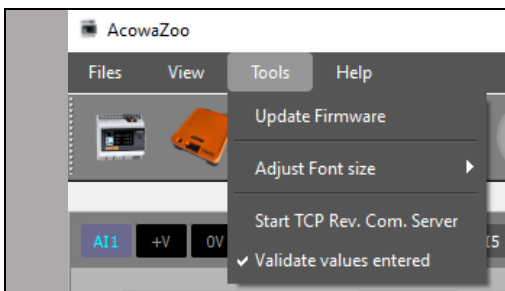 AcowaZoo
Files View Tools Help
Update Firmware
Adjust Font size
Start TCP Rev. Com. Server
AI1 +V 0V I5
Validate values entered